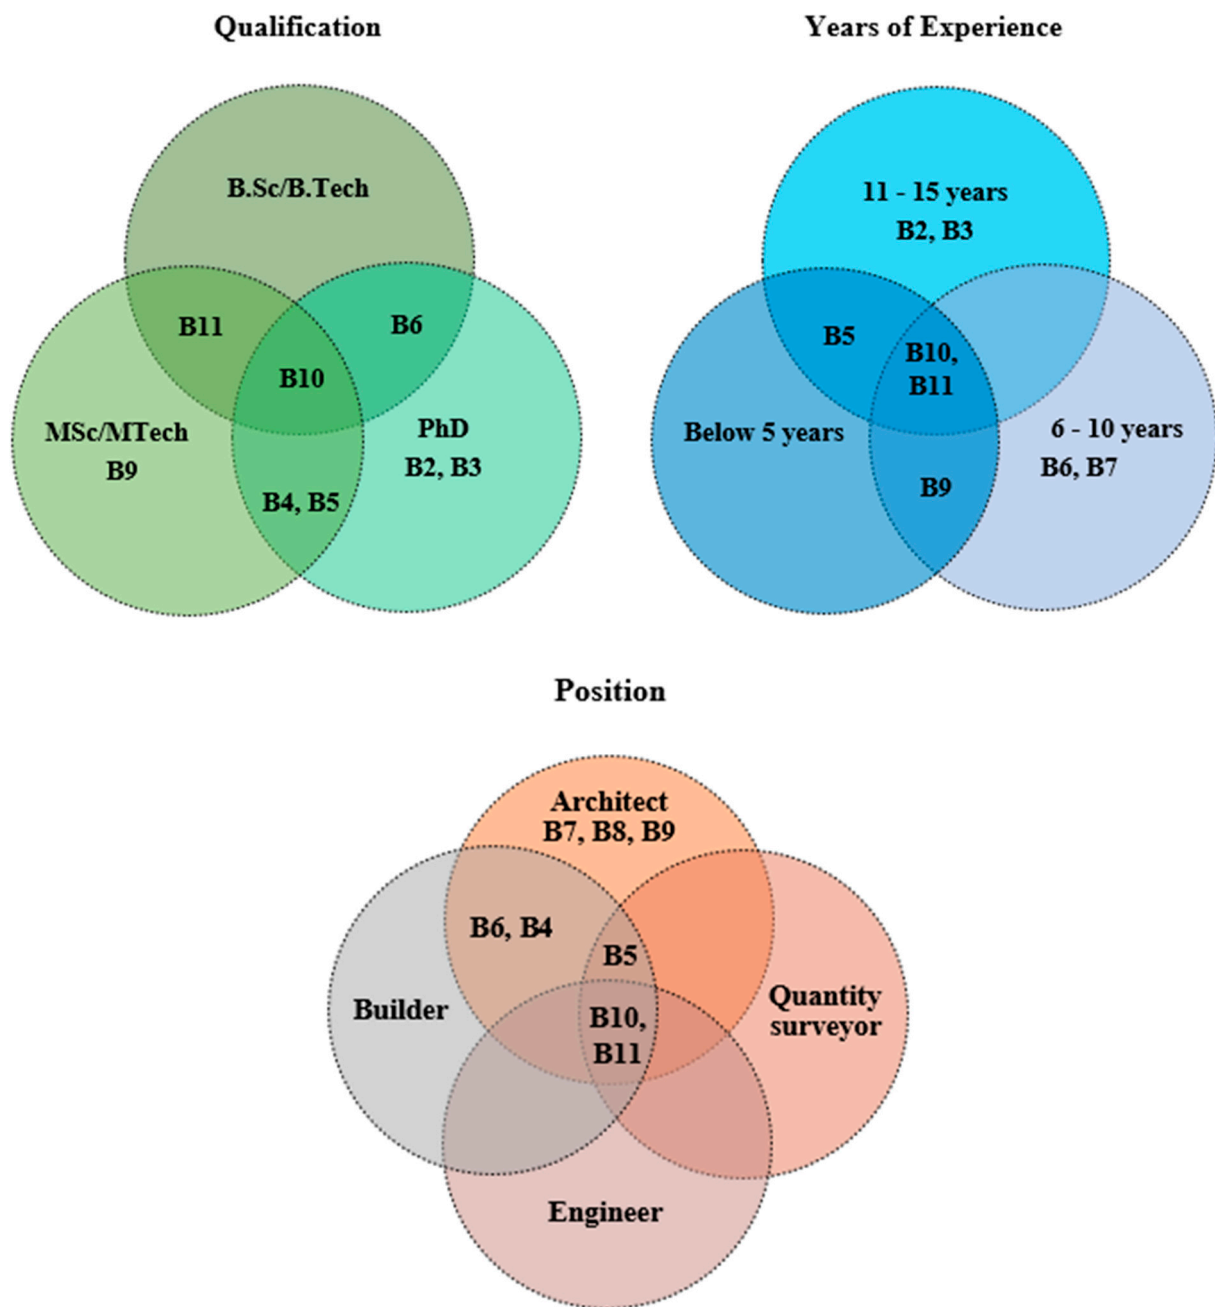 Qualification
B.Sc/B.Tech
B11
B6
B10
MSc/MTech
B9
PhD
B2, B3
B4, B5
Years of Experience
11 - 15 years
B2, B3
B5
B10,
B11
Below 5 years
6 - 10 years
B6, B7
B9
Position
Architect
B7, B8, B9
B6, B4
B5
Builder
B10,
B11
Quantity
surveyor
Engineer